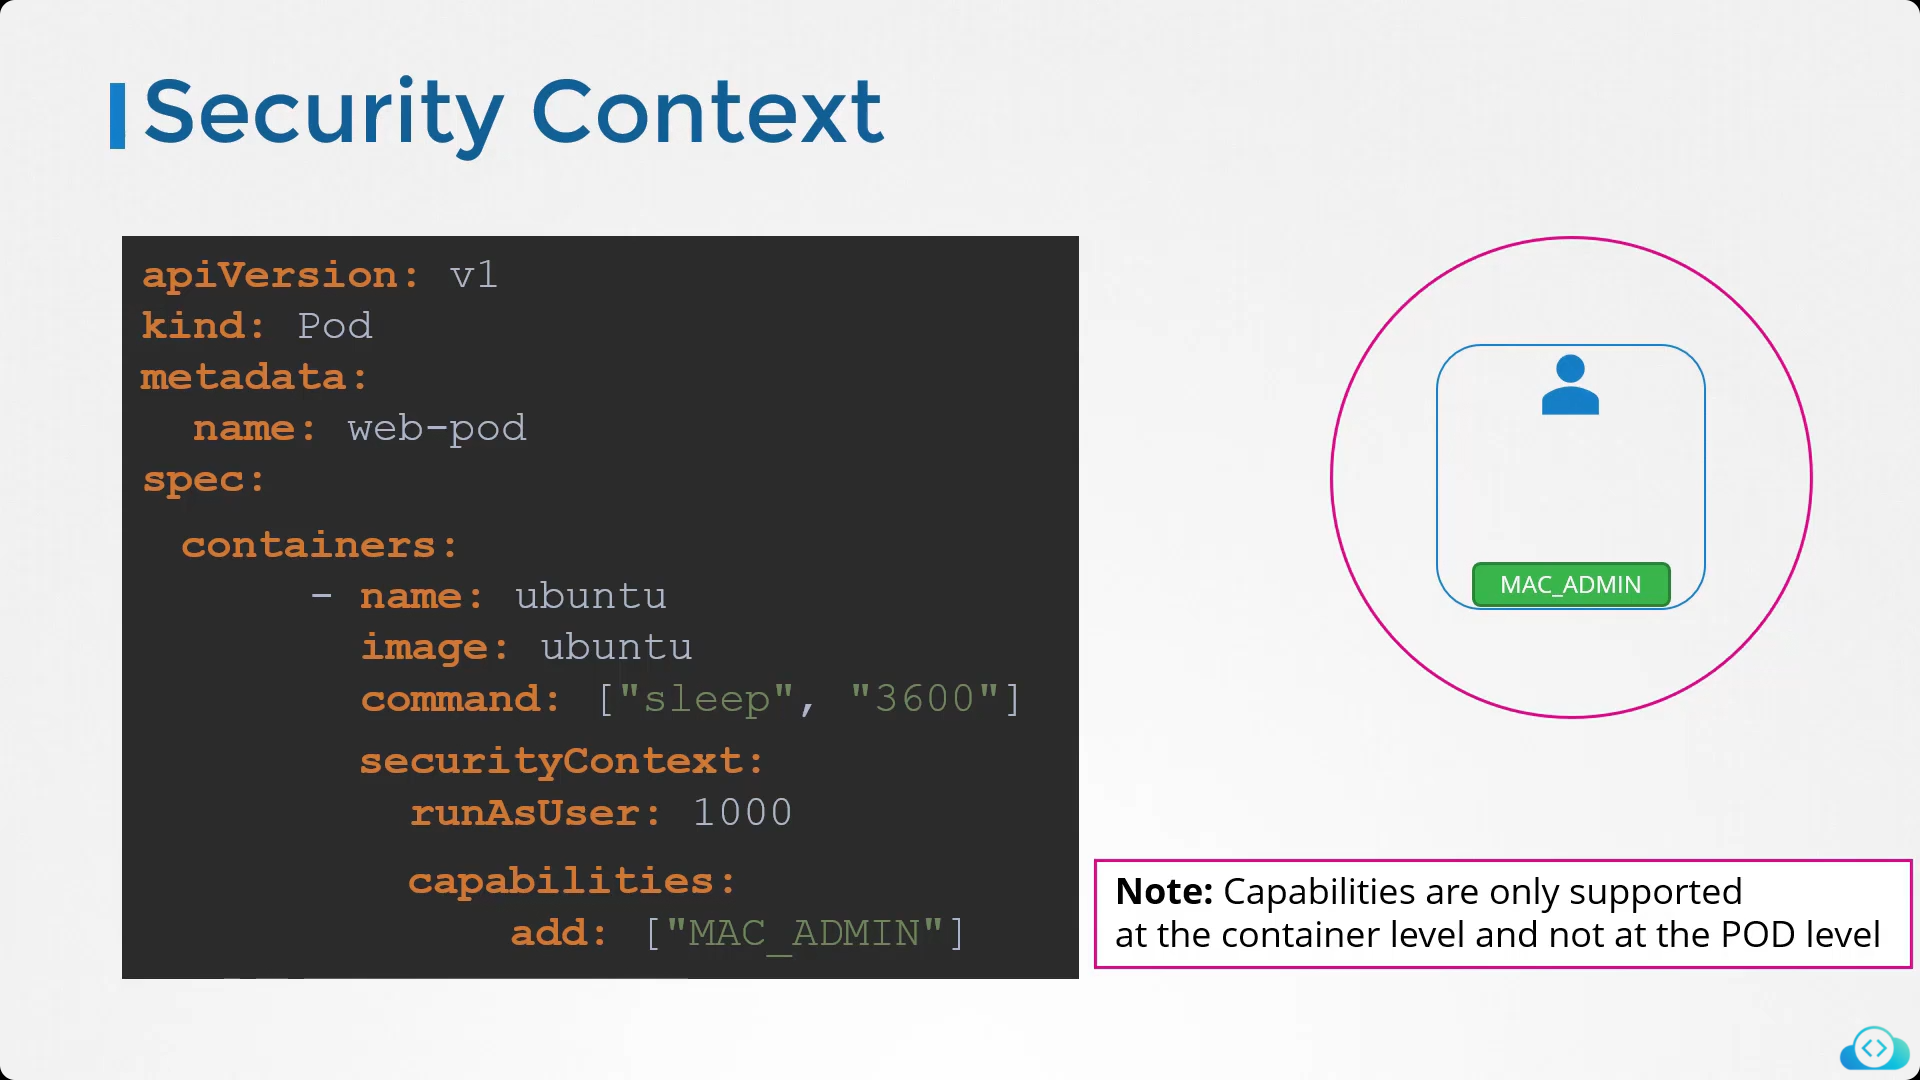 Security Context
apiVersion: v1
kind: Pod
metadata:
  name: web-pod
spec:
  containers:
      - name: ubuntu
        image: ubuntu
        command: ["sleep", "3600"]
        securityContext:
          runAsUser: 1000
          capabilities:
              add: ["MAC_ADMIN"]
MAC_ADMIN
Note: Capabilities are only supported
at the container level and not at the POD level